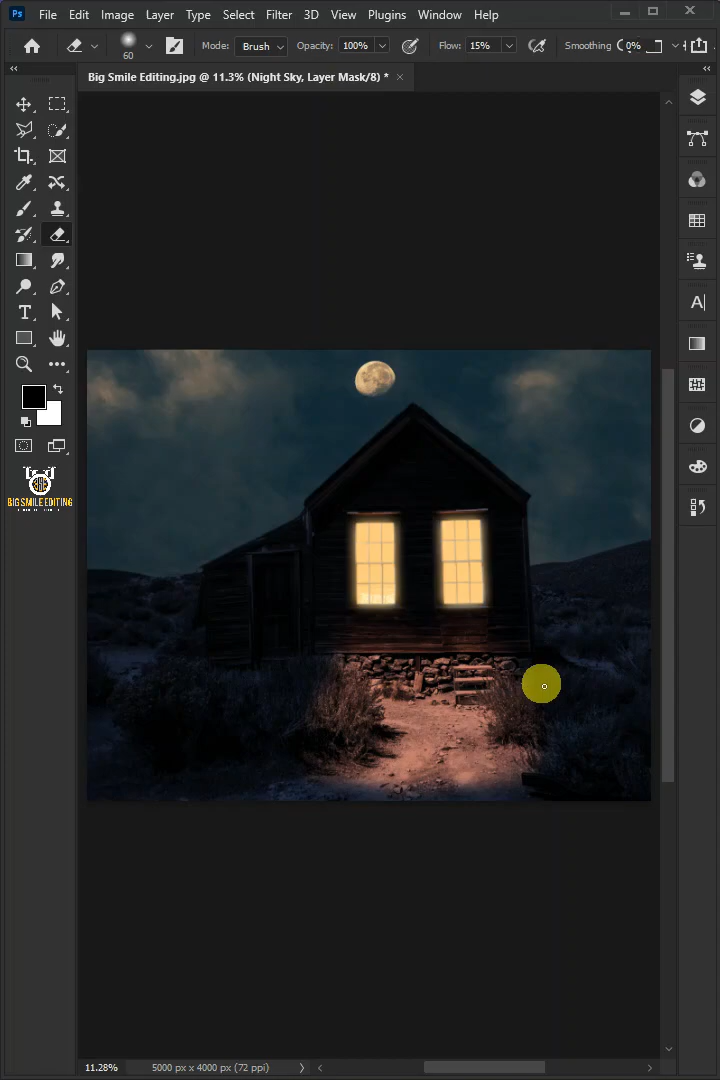 Ps File Edit Image Layer Type Select Filter 3D View Plugins Window Help
60 Mode: Brush Opacity: 100% Flow: 15% Smoothing 0%
Big Smile Editing.jpg @ 11.3% (Night Sky, Layer Mask/8) *
BIG SMILE EDITING
11.28% 5000 px x 4000 px (72 ppi)